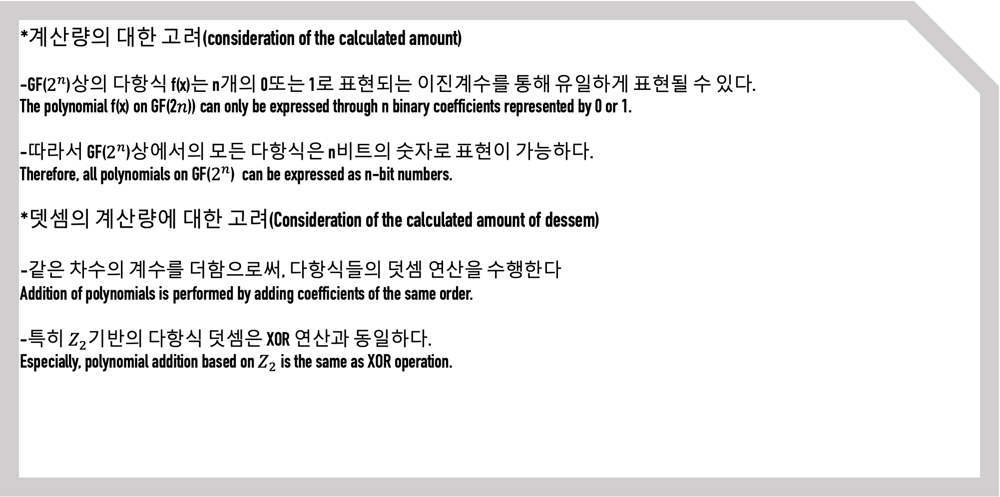 *계산량의 대한 고려(consideration of the calculated amount)
-GF(2ⁿ)상의 다항식 f(x)는 n개의 0또는 1로 표현되는 이진계수를 통해 유일하게 표현될 수 있다.
The polynomial f(x) on GF(2𝑛)) can only be expressed through n binary coefficients represented by 0 or 1.
-따라서 GF(2ⁿ)상에서의 모든 다항식은 n비트의 숫자로 표현이 가능하다.
Therefore, all polynomials on GF(2ⁿ) can be expressed as n-bit numbers.
*뎃셈의 계산량에 대한 고려(Consideration of the calculated amount of dessem)
-같은 차수의 계수를 더함으로써, 다항식들의 덧셈 연산을 수행한다
Addition of polynomials is performed by adding coefficients of the same order.
-특히 Z₂기반의 다항식 덧셈은 XOR 연산과 동일하다.
Especially, polynomial addition based on Z₂ is the same as XOR operation.